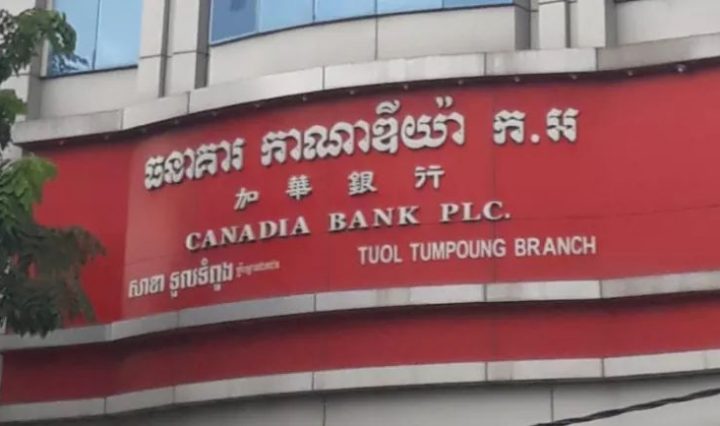 ធនាគារ កាណាឌីយ៉ា ក.អ
加華銀行
CANADIA BANK PLC.
TUOL TUMPOUNG BRANCH
សាខា ទួលទំពូង